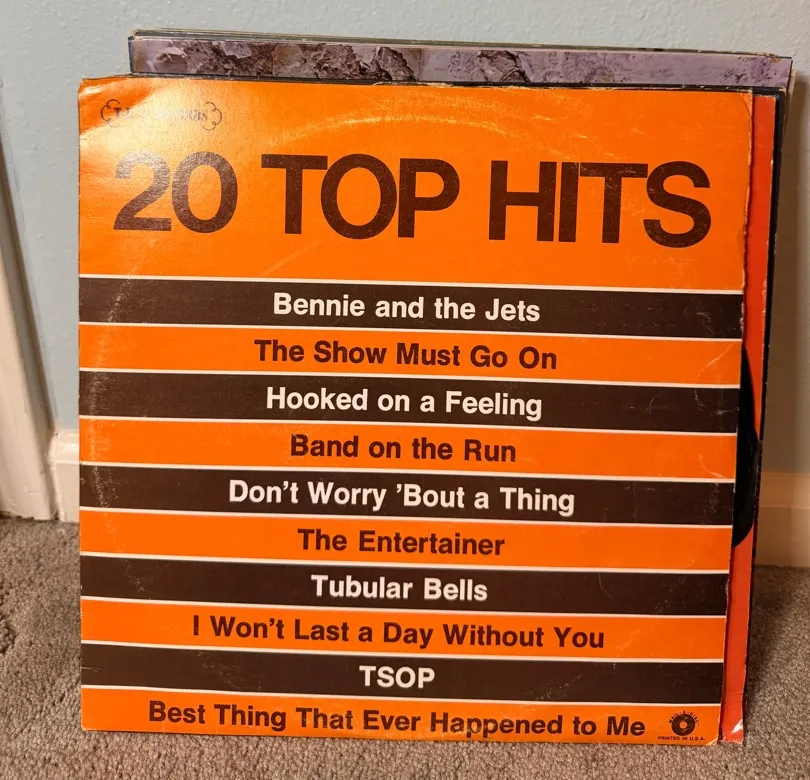 20 TOP HITS
Bennie and the Jets
The Show Must Go On
Hooked on a Feeling
Band on the Run
Don't Worry 'Bout a Thing
The Entertainer
Tubular Bells
I Won't Last a Day Without You
TSOP
Best Thing That Ever Happened to Me
PRINTED IN U.S.A.